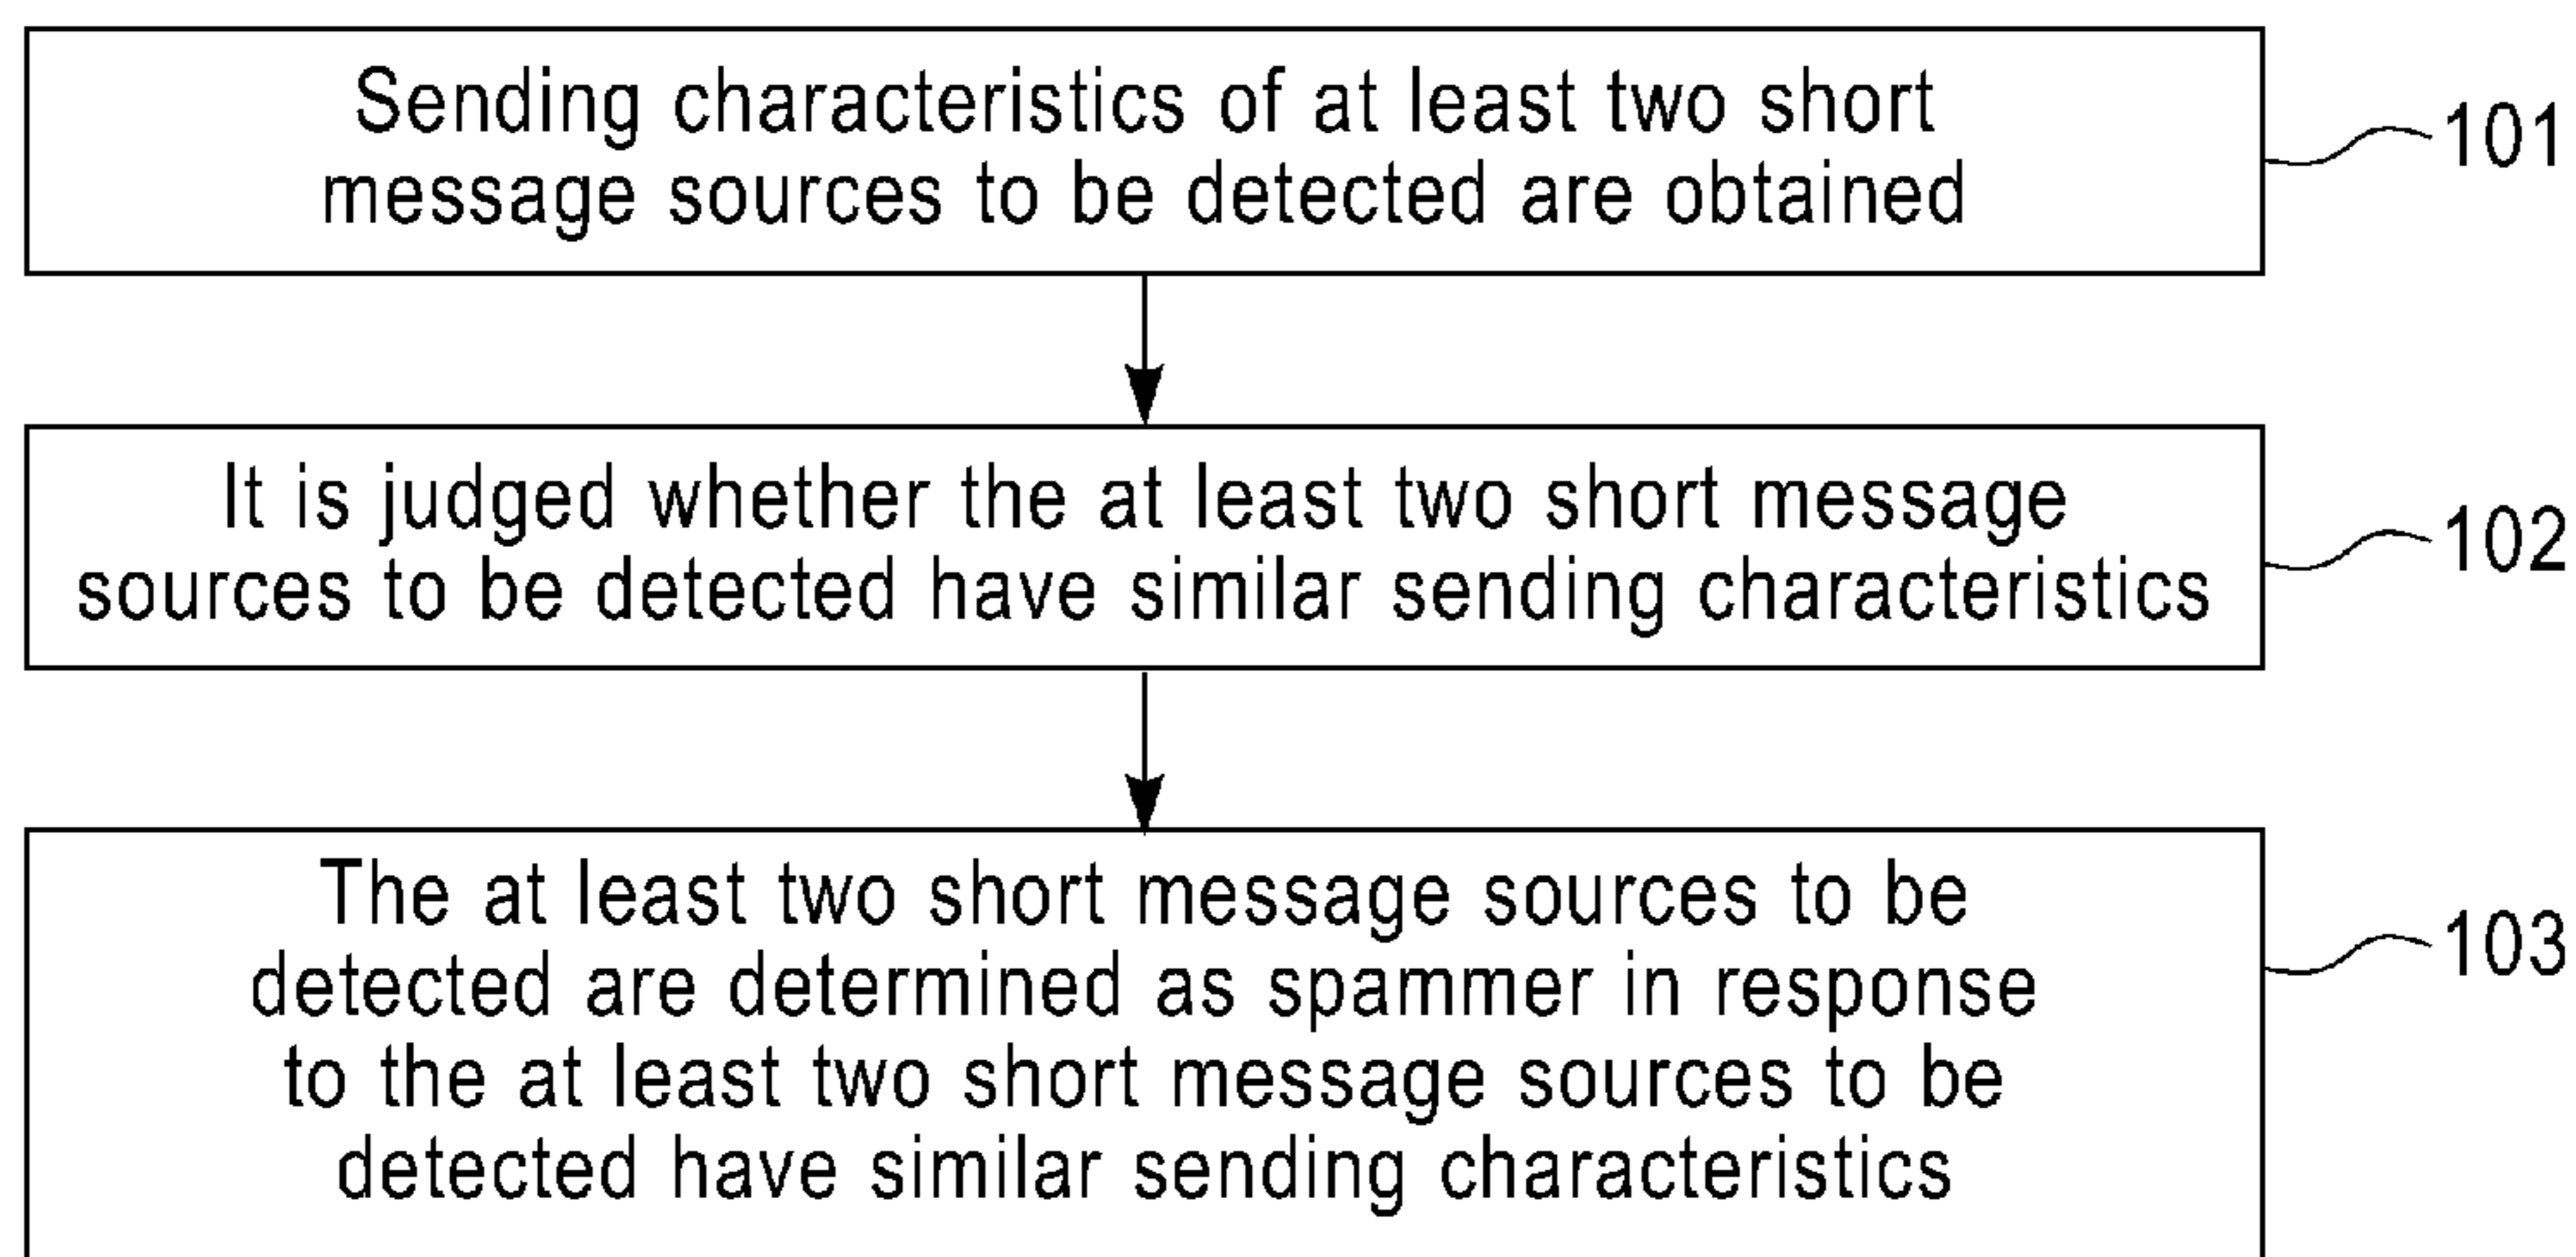 Sending characteristics of at least two short
message sources to be detected are obtained
101
It is judged whether the at least two short message
sources to be detected have similar sending characteristics
102
The at least two short message sources to be
detected are determined as spammer in response
to the at least two short message sources to be
detected have similar sending characteristics
103